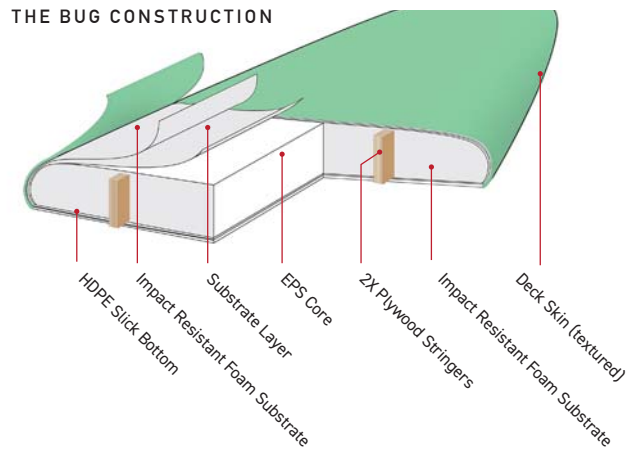 THE BUG CONSTRUCTION
HDPE Slick Bottom
Impact Resistant Foam Substrate
Substrate Layer
EPS Core
2X Plywood Stringers
Impact Resistant Foam Substrate
Deck Skin (textured)